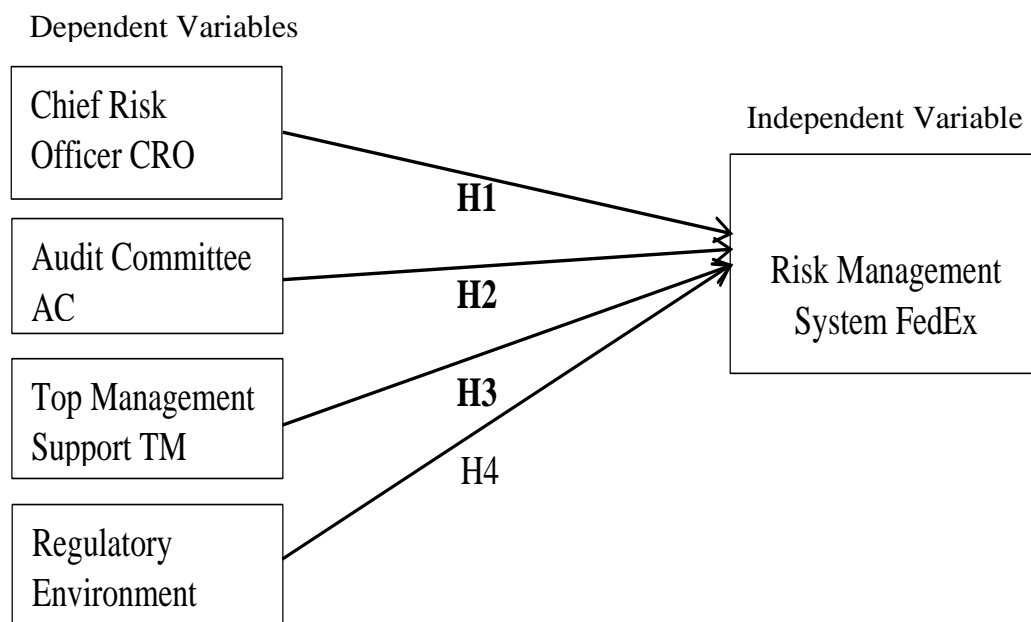 Dependent Variables
Chief Risk
Officer CRO
Independent Variable
H1
Audit Committee
AC
H2
Risk Management
System FedEx
Top Management
Support TM
H3
H4
Regulatory
Environment